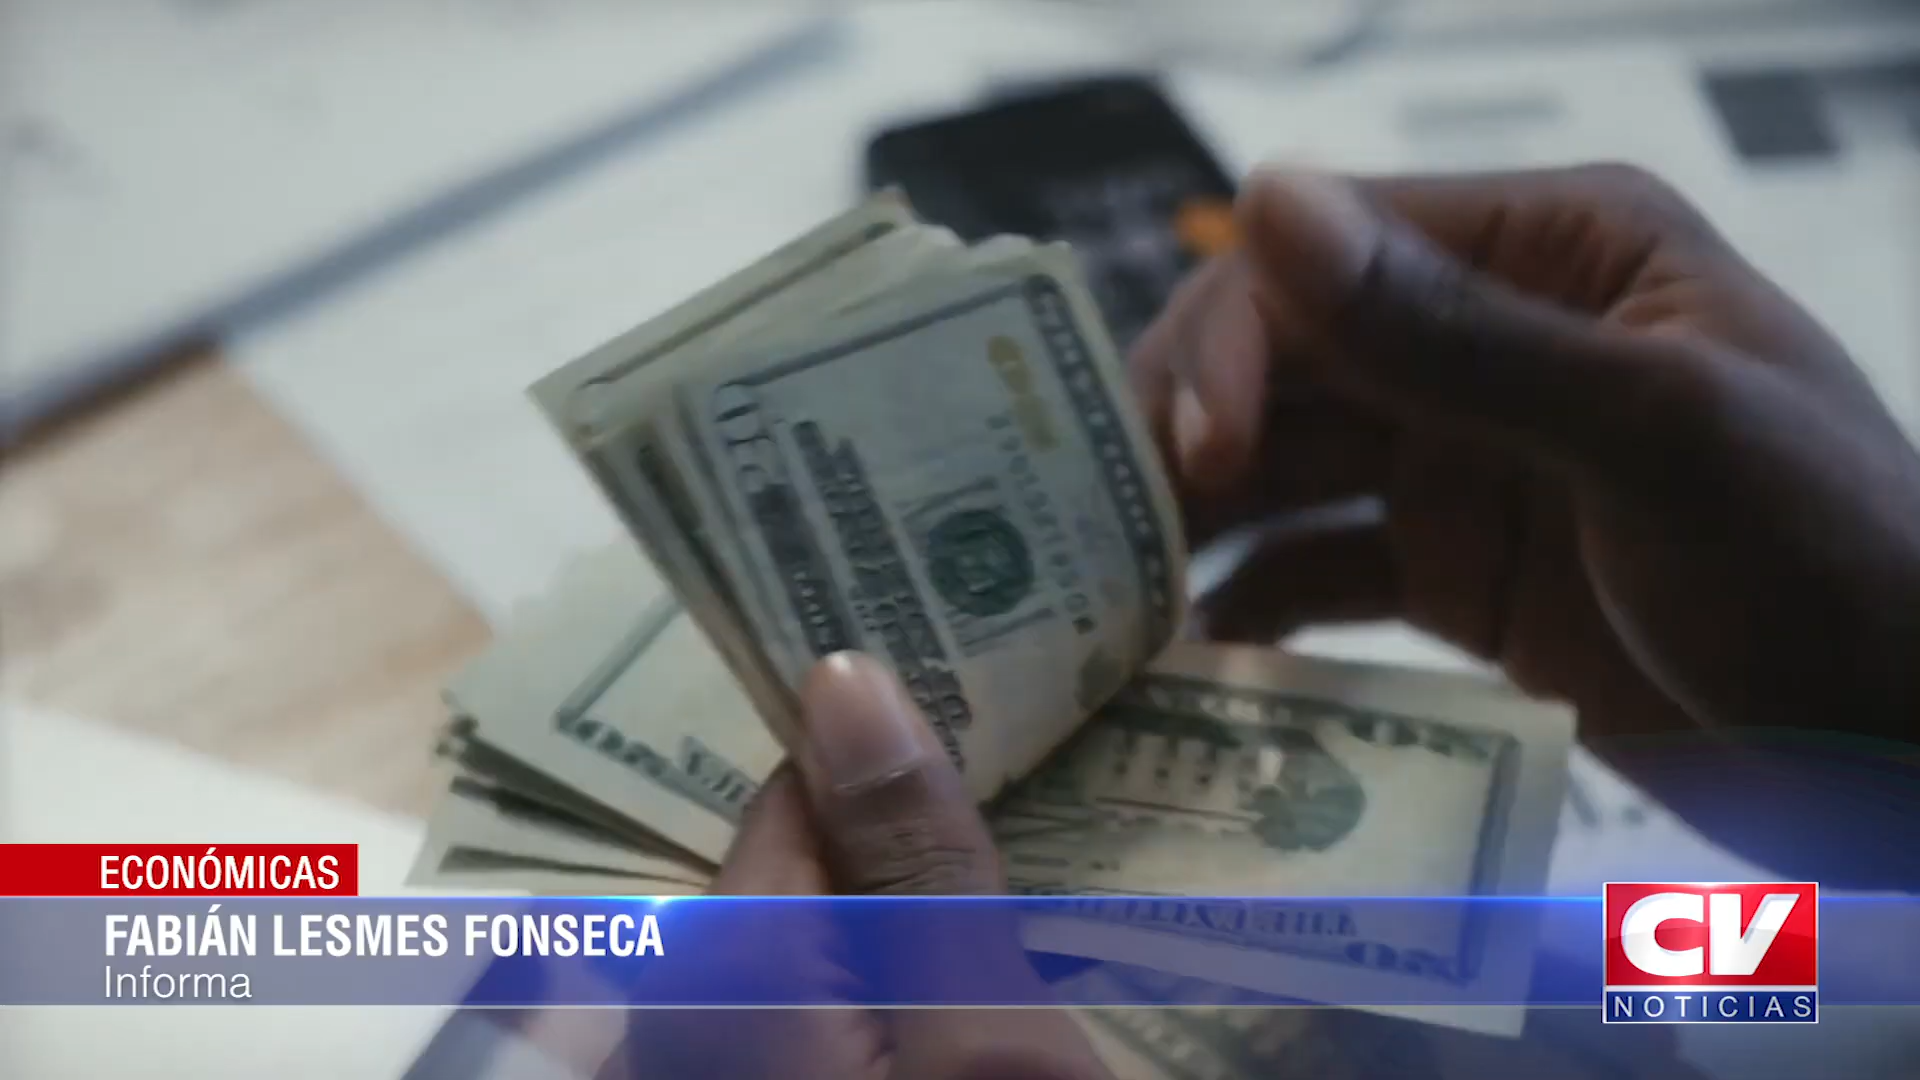 ECONÓMICAS
FABIÁN LESMES FONSECA
Informa
CV
NOTICIAS